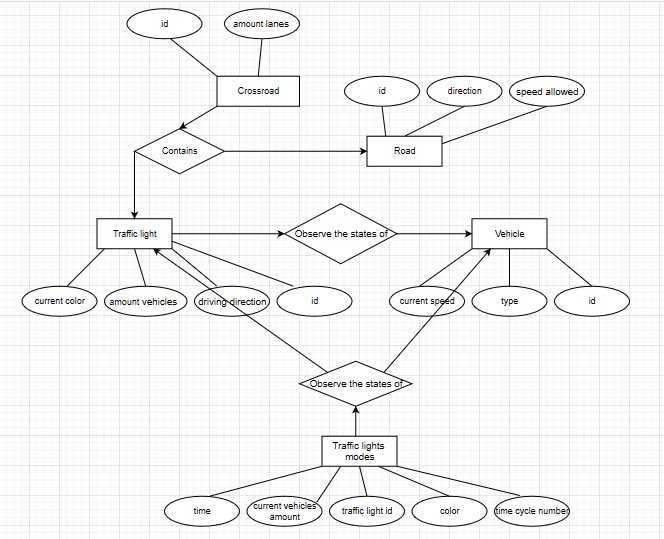 id
amount lanes
Crossroad
id
direction
speed allowed
Contains
Road
Traffic light
Observe the states of
Vehicle
current color
amount vehicles
driving direction
id
current speed
type
id
Observe the states of
Traffic lights
modes
time
current vehicles
amount
traffic light id
color
time cycle number